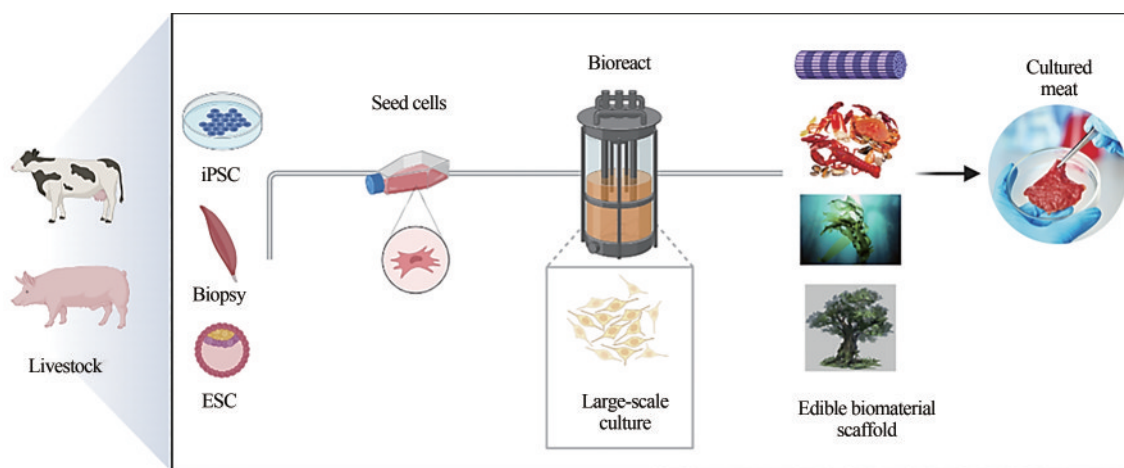 Livestock
iPSC
Biopsy
ESC
Seed cells
Bioreact
Large-scale
culture
Edible biomaterial
scaffold
Cultured
meat